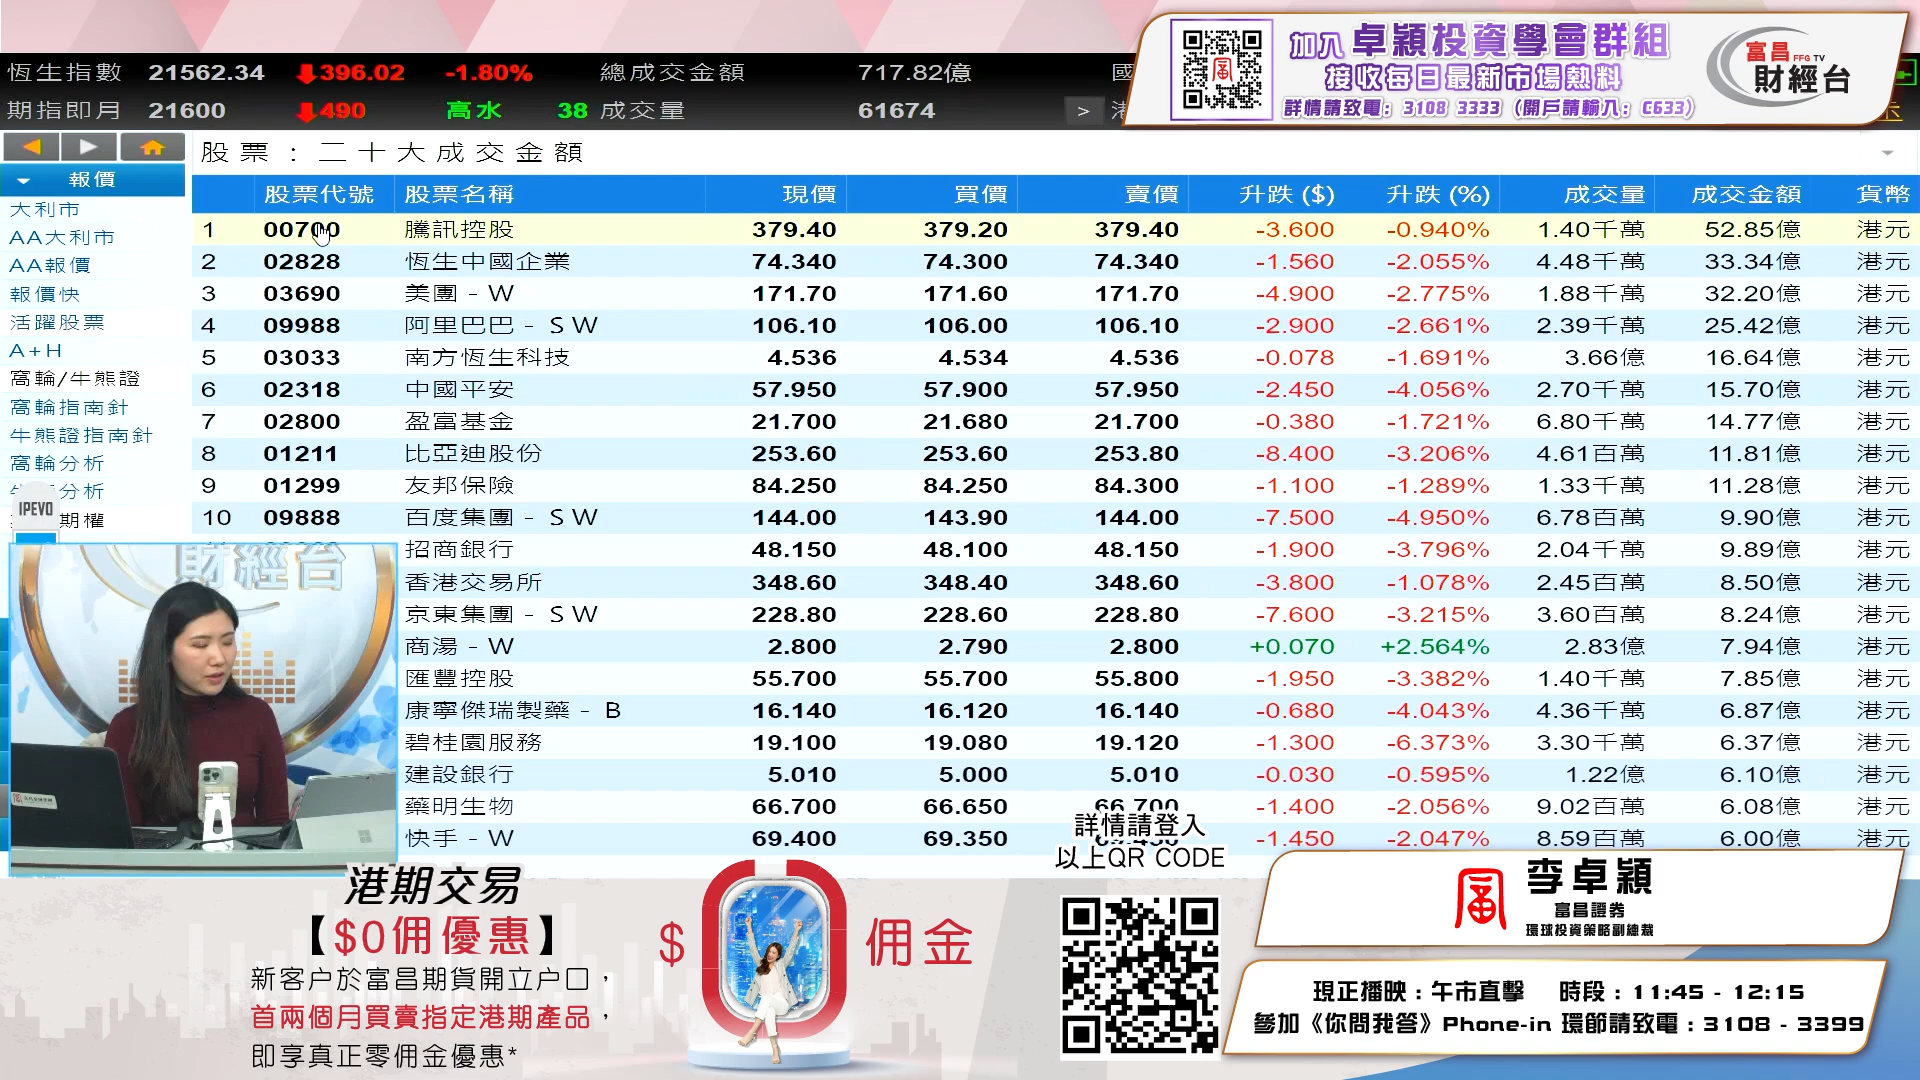 恆生指數 21562.34 396.02 -1.80% 總成交金額 717.82億 國
期指即月 21600 490 高水 38 成交量 61674 > 港
加入 卓穎投資學會群組
接收每日最新市場熱料
詳情請致電: 3108 3333 (開戶請輸入: C633)
富昌 FFG TV
財經台
股票:二十大成交金額
報價
大利市
AA大利市
AA報價
報價快
活躍股票
A+H
窩輪/牛熊證
窩輪指南針
牛熊證指南針
窩輪分析
分析
期權
IPEVO
股票代號 股票名稱 現價 買價 賣價 升跌 ($) 升跌 (%) 成交量 成交金額 貨幣
1 00700 騰訊控股 379.40 379.20 379.40 -3.600 -0.940% 1.40千萬 52.85億 港元
2 02828 恆生中國企業 74.340 74.300 74.340 -1.560 -2.055% 4.48千萬 33.34億 港元
3 03690 美團 - W 171.70 171.60 171.70 -4.900 -2.775% 1.88千萬 32.20億 港元
4 09988 阿里巴巴 - SW 106.10 106.00 106.10 -2.900 -2.661% 2.39千萬 25.42億 港元
5 03033 南方恆生科技 4.536 4.534 4.536 -0.078 -1.691% 3.66億 16.64億 港元
6 02318 中國平安 57.950 57.900 57.950 -2.450 -4.056% 2.70千萬 15.70億 港元
7 02800 盈富基金 21.700 21.680 21.700 -0.380 -1.721% 6.80千萬 14.77億 港元
8 01211 比亞迪股份 253.60 253.60 253.80 -8.400 -3.206% 4.61百萬 11.81億 港元
9 01299 友邦保險 84.250 84.250 84.300 -1.100 -1.289% 1.33千萬 11.28億 港元
10 09888 百度集團 - SW 144.00 143.90 144.00 -7.500 -4.950% 6.78百萬 9.90億 港元
招商銀行 48.150 48.100 48.150 -1.900 -3.796% 2.04千萬 9.89億 港元
香港交易所 348.60 348.40 348.60 -3.800 -1.078% 2.45百萬 8.50億 港元
京東集團 - SW 228.80 228.60 228.80 -7.600 -3.215% 3.60百萬 8.24億 港元
商湯 - W 2.800 2.790 2.800 +0.070 +2.564% 2.83億 7.94億 港元
匯豐控股 55.700 55.700 55.800 -1.950 -3.382% 1.40千萬 7.85億 港元
康寧傑瑞製藥 - B 16.140 16.120 16.140 -0.680 -4.043% 4.36千萬 6.87億 港元
碧桂園服務 19.100 19.080 19.120 -1.300 -6.373% 3.30千萬 6.37億 港元
建設銀行 5.010 5.000 5.010 -0.030 -0.595% 1.22億 6.10億 港元
藥明生物 66.700 66.650 66.700 -1.400 -2.056% 9.02百萬 6.08億 港元
快手 - W 69.400 69.350 -1.450 -2.047% 8.59百萬 6.00億 港元
財經台
詳情請登入
以上QR CODE
港期交易
【$0佣優惠】
新客户於富昌期貨開立户口，
首兩個月買賣指定港期產品，
即享真正零佣金優惠*
$0佣金
李卓穎
富昌證券
環球投資策略副總裁
現正播映:午市直擊 時段:11:45 - 12:15
參加《你問我答》Phone-in 環節請致電:3108 - 3399